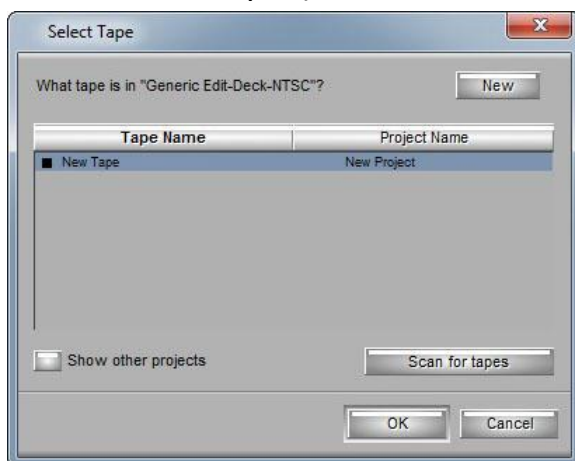 Select Tape
What tape is in "Generic Edit-Deck-NTSC"?
New
Tape Name Project Name
New Tape New Project
Show other projects
Scan for tapes
OK Cancel